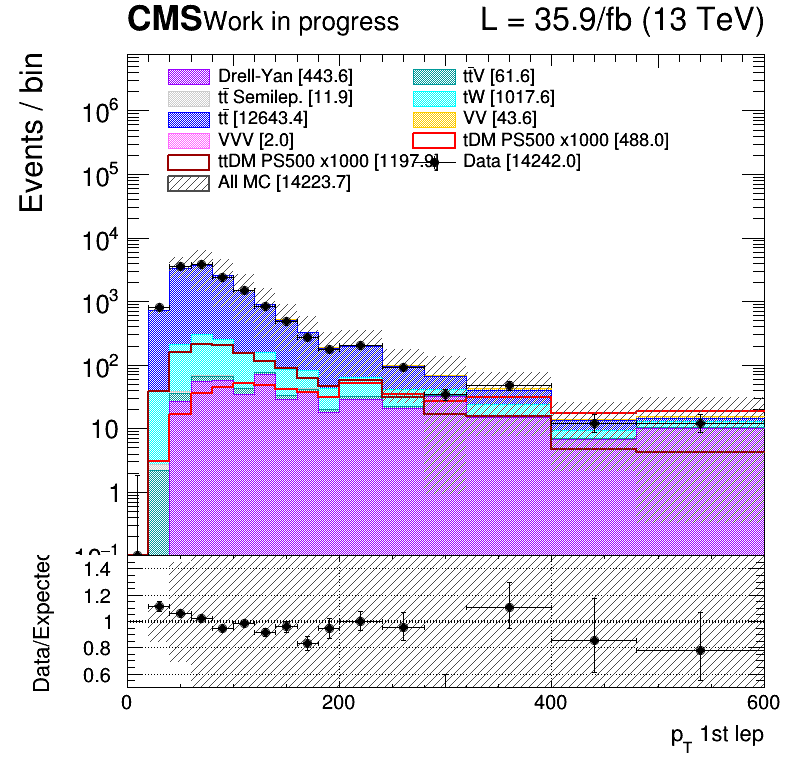 CMS Work in progress L = 35.9/fb (13 TeV)
Events / bin
Drell-Yan [443.6] tt̄V [61.6]
tt̄ Semilep. [11.9] tW [1017.6]
tt̄ [12643.4] VV [43.6]
VVV [2.0] tDM PS500 x1000 [488.0]
ttDM PS500 x1000 [1197.9] Data [14242.0]
All MC [14223.7]
10⁶
10⁵
10⁴
10³
10²
10
1
10⁻¹
Data/Expected
1.4
1.2
1
0.8
0.6
0 200 400 600
p_T 1st lep